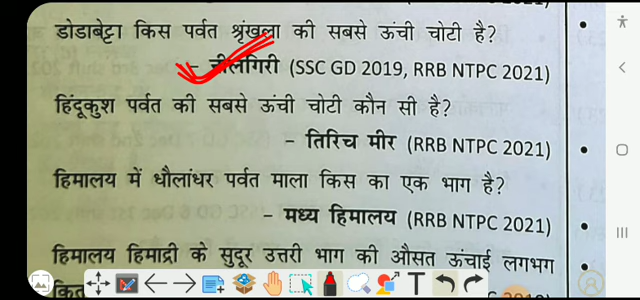 डोडाबेट्टा किस पर्वत श्रृंखला की सबसे ऊंची चोटी है?
– नीलगिरी (SSC GD 2019, RRB NTPC 2021)
हिंदूकुश पर्वत की सबसे ऊंची चोटी कौन सी है?
– तिरिच मीर (RRB NTPC 2021)
हिमालय में धौलांधर पर्वत माला किस का एक भाग है?
– मध्य हिमालय (RRB NTPC 2021)
हिमालय हिमाद्री के सुदूर उत्तरी भाग की औसत ऊंचाई लगभग